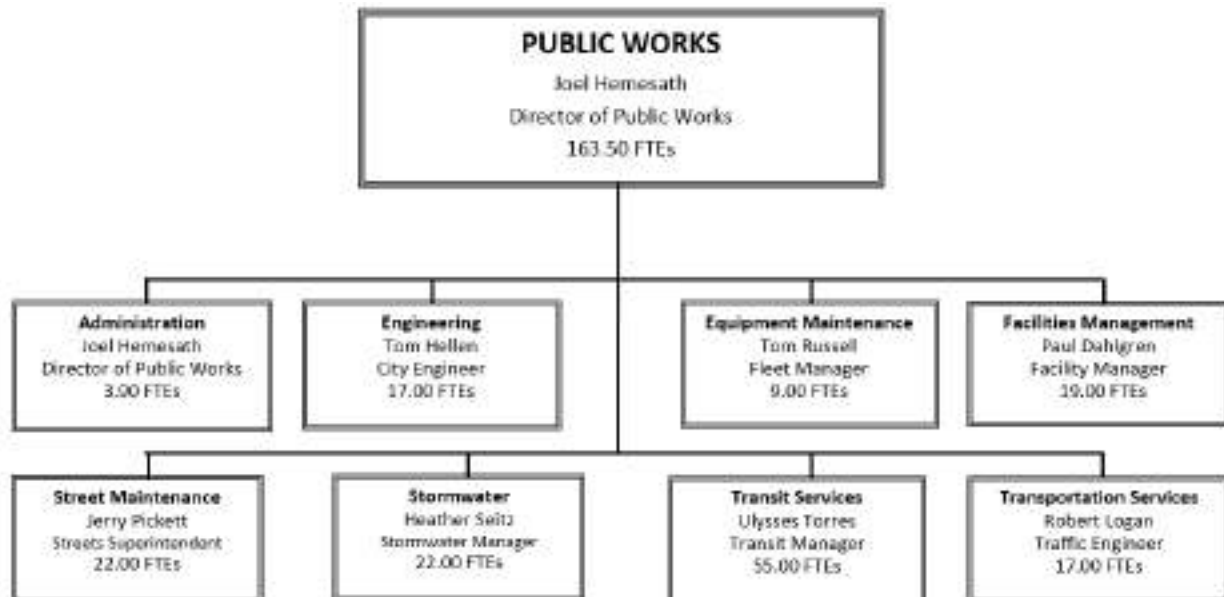 PUBLIC WORKS
Joel Hemesath
Director of Public Works
163.50 FTEs
Administration
Joel Hemesath
Director of Public Works
3.90 FTEs
Engineering
Tom Hellen
City Engineer
17.00 FTEs
Equipment Maintenance
Tom Russell
Fleet Manager
9.00 FTEs
Facilities Management
Paul Dahlgren
Facility Manager
19.00 FTEs
Street Maintenance
Jerry Pickett
Streets Superintendent
22.00 FTEs
Stormwater
Heather Seitz
Stormwater Manager
22.00 FTEs
Transit Services
Ulysses Torres
Transit Manager
55.00 FTEs
Transportation Services
Robert Logan
Traffic Engineer
17.00 FTEs